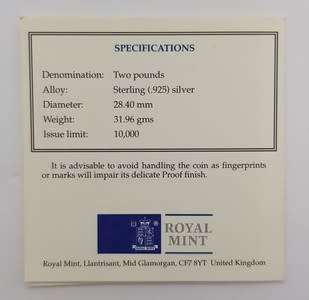 SPECIFICATIONS
Denomination: Two pounds
Alloy: Sterling (.925) silver
Diameter: 28.40 mm
Weight: 31.96 gms
Issue limit: 10,000
It is advisable to avoid handling the coin as fingerprints
or marks will impair its delicate Proof finish.
ROYAL
MINT
Royal Mint, Llantrisant, Mid Glamorgan, CF7 8YT United Kingdom